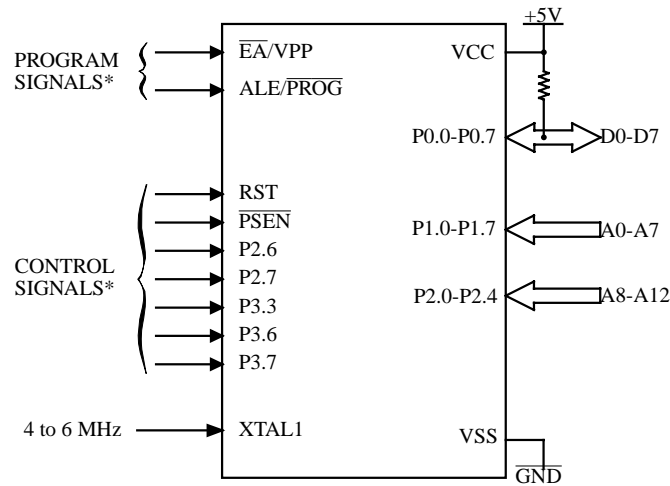 +5V
PROGRAM
SIGNALS*
EA/VPP
ALE/PROG
VCC
P0.0-P0.7
D0-D7
RST
PSEN
P2.6
P2.7
P3.3
P3.6
P3.7
CONTROL
SIGNALS*
P1.0-P1.7
A0-A7
P2.0-P2.4
A8-A12
4 to 6 MHz
XTAL1
VSS
GND